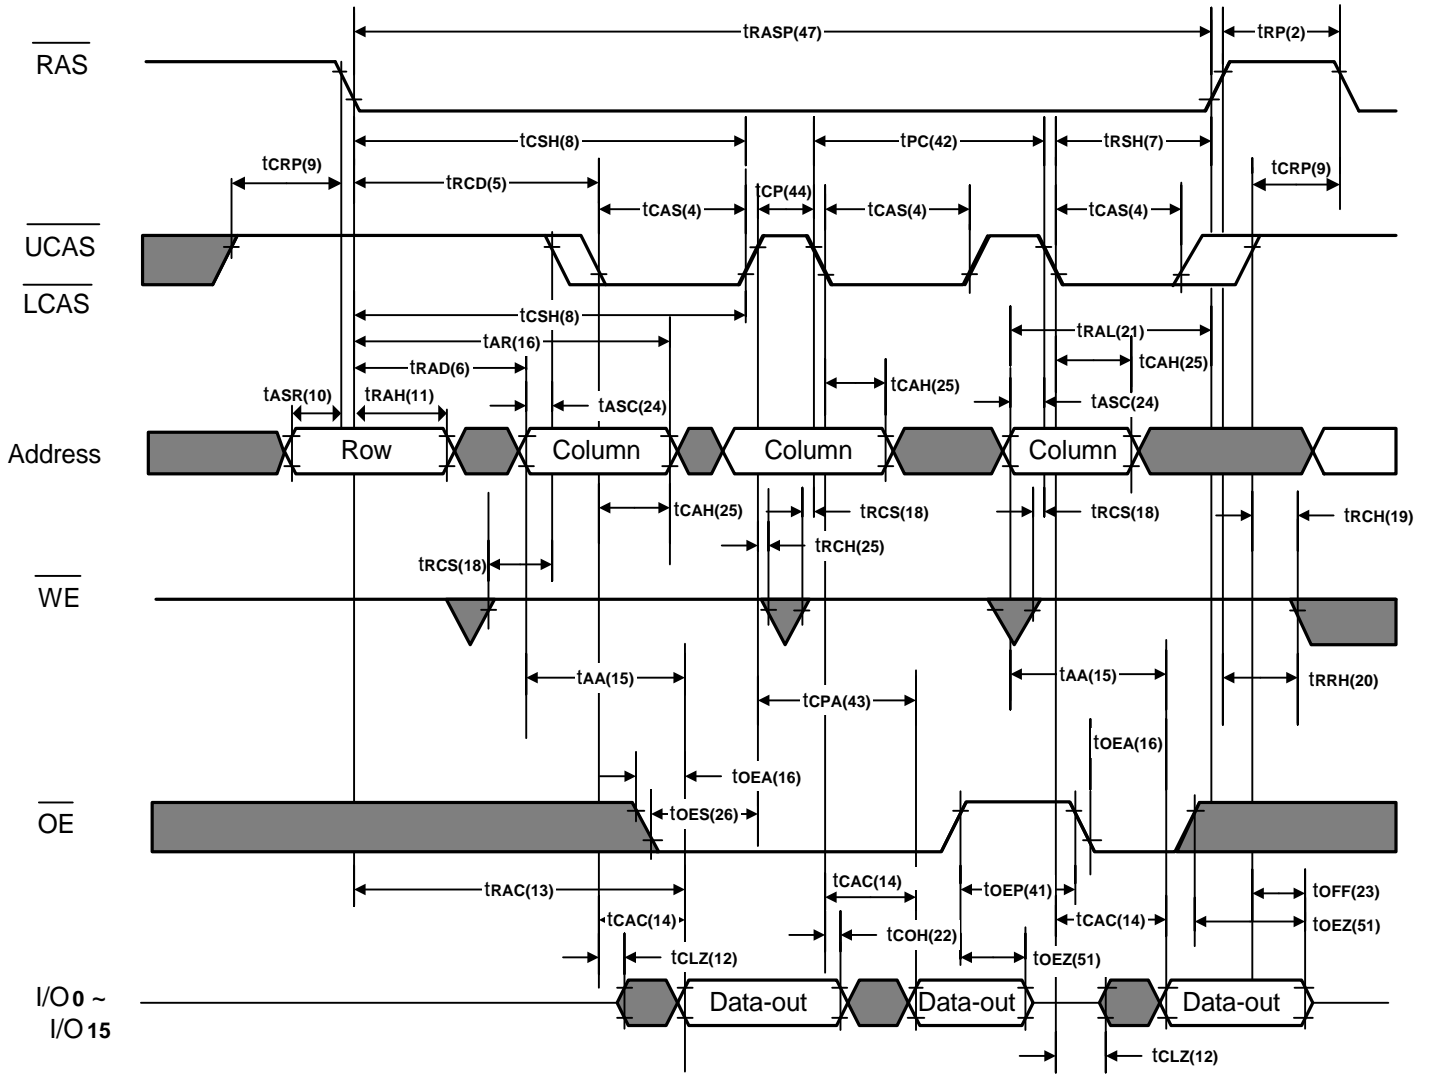 tRASP(47)
tRP(2)
RAS
tCSH(8)
tPC(42)
tRSH(7)
tCRP(9)
tRCD(5)
tCP(44)
tCRP(9)
tCAS(4)
tCAS(4)
tCAS(4)
UCAS
LCAS
tCSH(8)
tRAL(21)
tAR(16)
tRAD(6)
tCAH(25)
tCAH(25)
tASR(10)
tRAH(11)
tASC(24)
tASC(24)
Address
Row
Column
Column
Column
tCAH(25)
tRCS(18)
tRCS(18)
tRCH(19)
tRCH(25)
tRCS(18)
WE
tAA(15)
tAA(15)
tRRH(20)
tCPA(43)
tOEA(16)
tOEA(16)
OE
tOES(26)
tRAC(13)
tCAC(14)
tOEP(41)
tOFF(23)
tCAC(14)
tCAC(14)
tOEZ(51)
tCOH(22)
tCLZ(12)
tOEZ(51)
I/O 0 ~
I/O 15
Data-out
Data-out
Data-out
tCLZ(12)